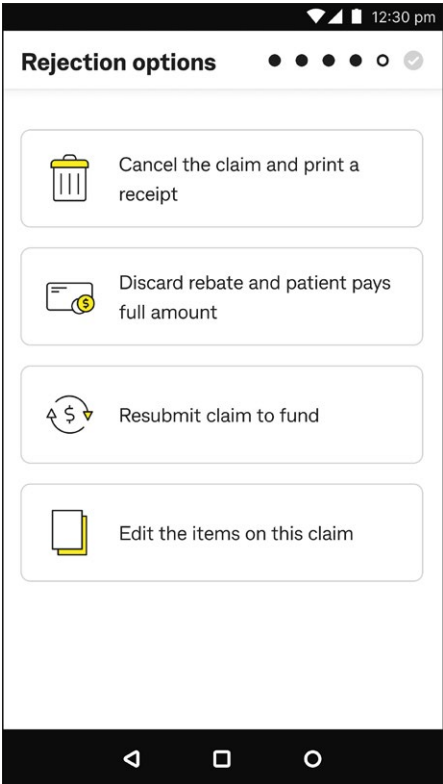 12:30 pm
Rejection options
Cancel the claim and print a
receipt
$
Discard rebate and patient pays
full amount
$
Resubmit claim to fund
Edit the items on this claim